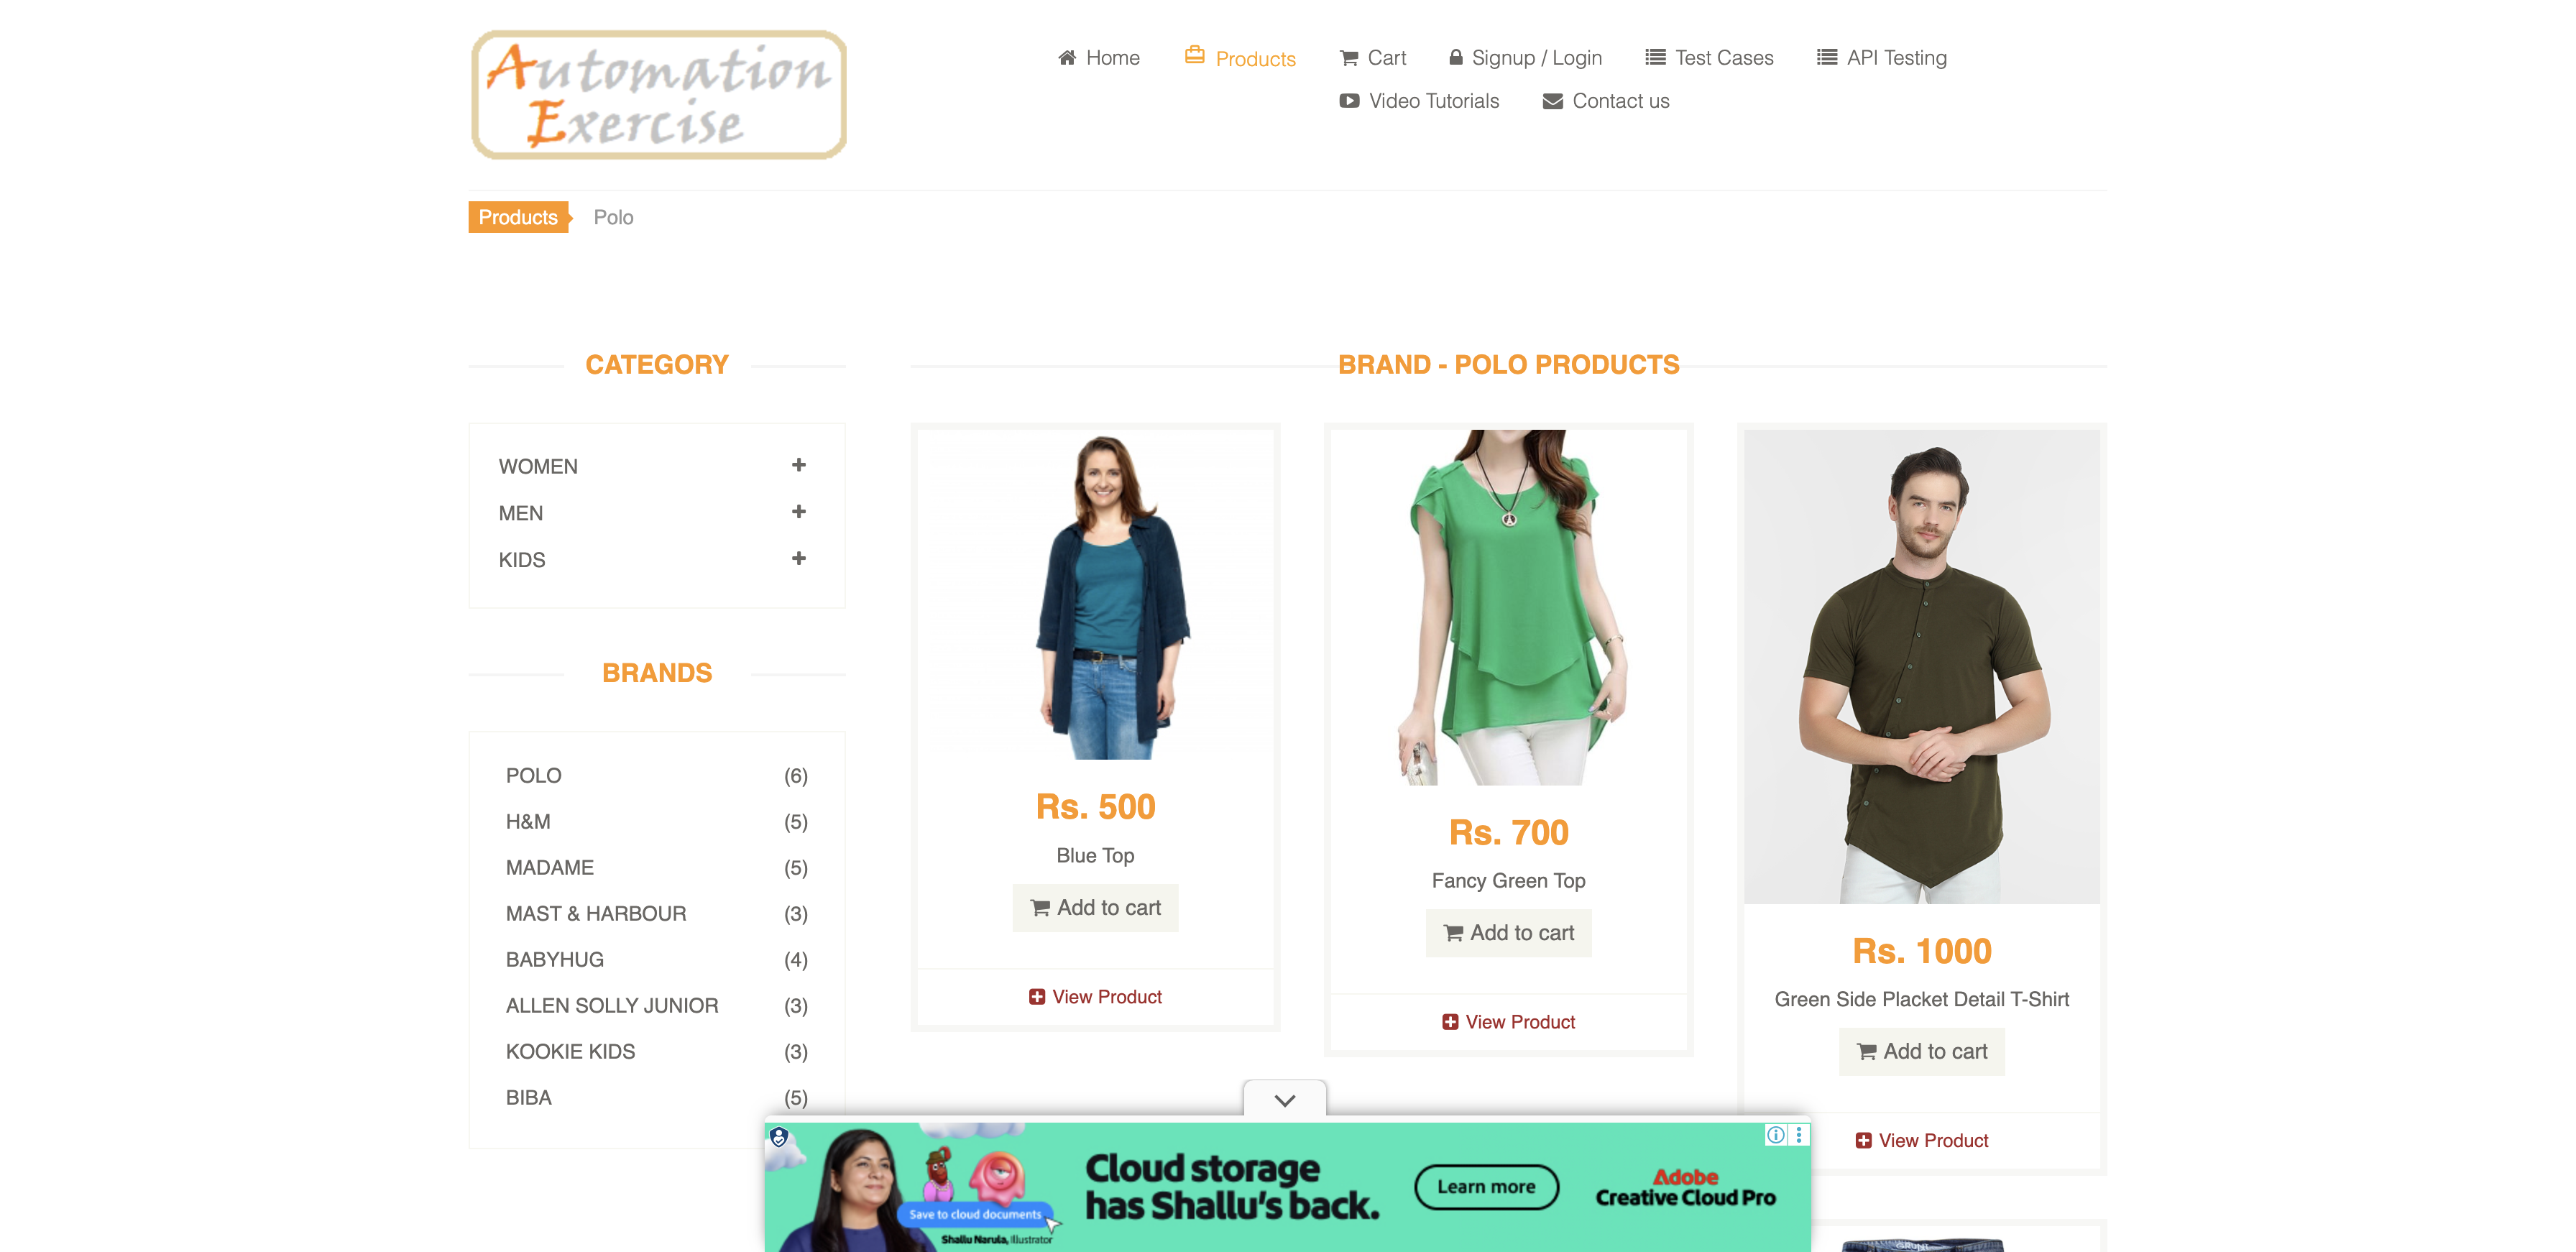 Automation
Exercise
Home
Products
Cart
Signup / Login
Test Cases
API Testing
Video Tutorials
Contact us
Products
Polo
CATEGORY
WOMEN
MEN
KIDS
BRANDS
POLO (6)
H&M (5)
MADAME (5)
MAST & HARBOUR (3)
BABYHUG (4)
ALLEN SOLLY JUNIOR (3)
KOOKIE KIDS (3)
BIBA (5)
BRAND - POLO PRODUCTS
Rs. 500
Blue Top
Add to cart
View Product
Rs. 700
Fancy Green Top
Add to cart
View Product
Rs. 1000
Green Side Placket Detail T-Shirt
Add to cart
View Product
Save to cloud documents
Shallu Narula, Illustrator
Cloud storage
has Shallu's back.
Learn more
Adobe
Creative Cloud Pro